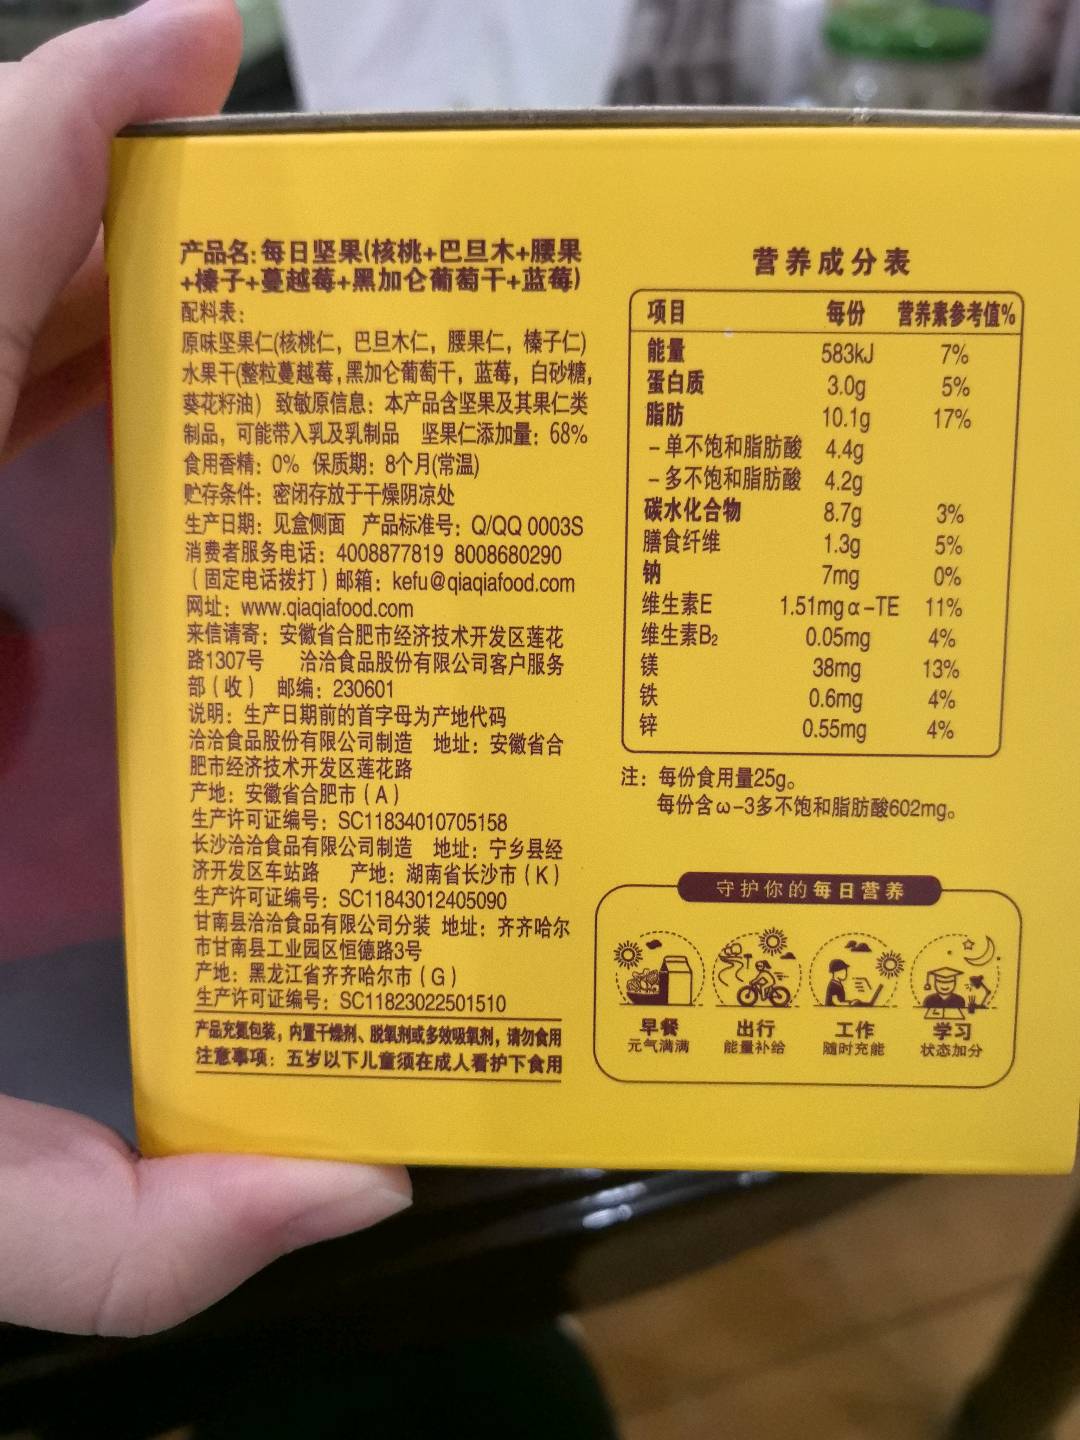 产品名：每日坚果(核桃+巴旦木+腰果
+榛子+蔓越莓+黑加仑葡萄干+蓝莓)
配料表：
原味坚果仁(核桃仁，巴旦木仁，腰果仁，榛子仁)
水果干(整粒蔓越莓，黑加仑葡萄干，蓝莓，白砂糖，
葵花籽油) 致敏原信息：本产品含坚果及其果仁类
制品，可能带入乳及乳制品 坚果仁添加量：68%
食用香精：0% 保质期：8个月(常温)
贮存条件：密闭存放于干燥阴凉处
生产日期：见盒侧面 产品标准号：Q/QQ 0003S
消费者服务电话：4008877819 8008680290
（固定电话拨打）邮箱：kefu@qiaqiafood.com
网址：www.qiaqiafood.com
来信请寄：安徽省合肥市经济技术开发区莲花
路1307号 洽洽食品股份有限公司客户服务
部（收） 邮编：230601
说明：生产日期前的首字母为产地代码
洽洽食品股份有限公司制造 地址：安徽省合
肥市经济技术开发区莲花路
产地：安徽省合肥市（A）
生产许可证编号：SC11834010705158
长沙洽洽食品有限公司制造 地址：宁乡县经
济开发区车站路 产地：湖南省长沙市（K）
生产许可证编号：SC11843012405090
甘南县洽洽食品有限公司分装 地址：齐齐哈尔
市甘南县工业园区恒德路3号
产地：黑龙江省齐齐哈尔市（G）
生产许可证编号：SC11823022501510
产品充氮包装，内置干燥剂、脱氧剂或多效吸氧剂，请勿食用
注意事项：五岁以下儿童须在成人看护下食用
营养成分表
项目 每份 营养素参考值%
能量 583kJ 7%
蛋白质 3.0g 5%
脂肪 10.1g 17%
-单不饱和脂肪酸 4.4g
-多不饱和脂肪酸 4.2g
碳水化合物 8.7g 3%
膳食纤维 1.3g 5%
钠 7mg 0%
维生素E 1.51mg α-TE 11%
维生素B₂ 0.05mg 4%
镁 38mg 13%
铁 0.6mg 4%
锌 0.55mg 4%
注：每份食用量25g。
每份含ω-3多不饱和脂肪酸602mg。
守护你的每日营养
早餐 出行 工作 学习
元气满满 能量补给 随时充能 状态加分